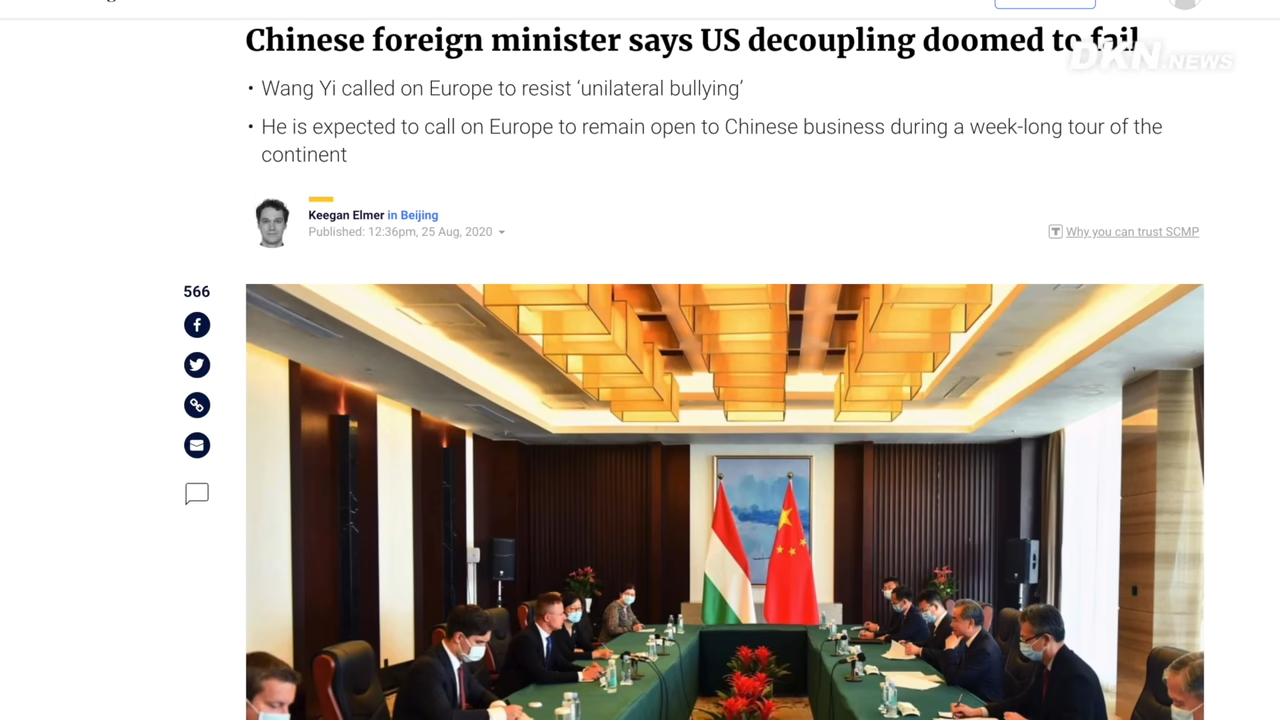 Chinese foreign minister says US decoupling doomed to fail
DKN.NEWS
• Wang Yi called on Europe to resist ‘unilateral bullying’
• He is expected to call on Europe to remain open to Chinese business during a week-long tour of the
continent
Keegan Elmer in Beijing
Published: 12:36pm, 25 Aug, 2020
T Why you can trust SCMP
566